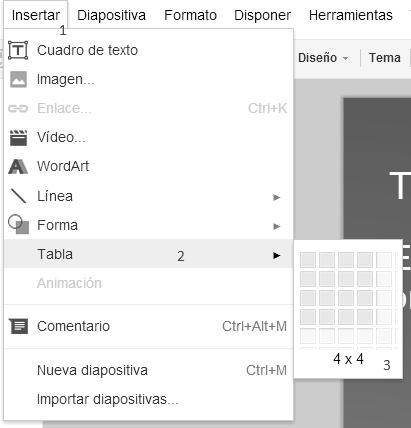 Insertar Diapositiva Formato Disponer Herramientas
1
Cuadro de texto
Diseño Tema
Imagen...
Enlace... Ctrl+K
Vídeo...
WordArt
Línea
Forma
Tabla 2
Animación
Comentario Ctrl+Alt+M
4 x 4 3
Nueva diapositiva Ctrl+M
Importar diapositivas...